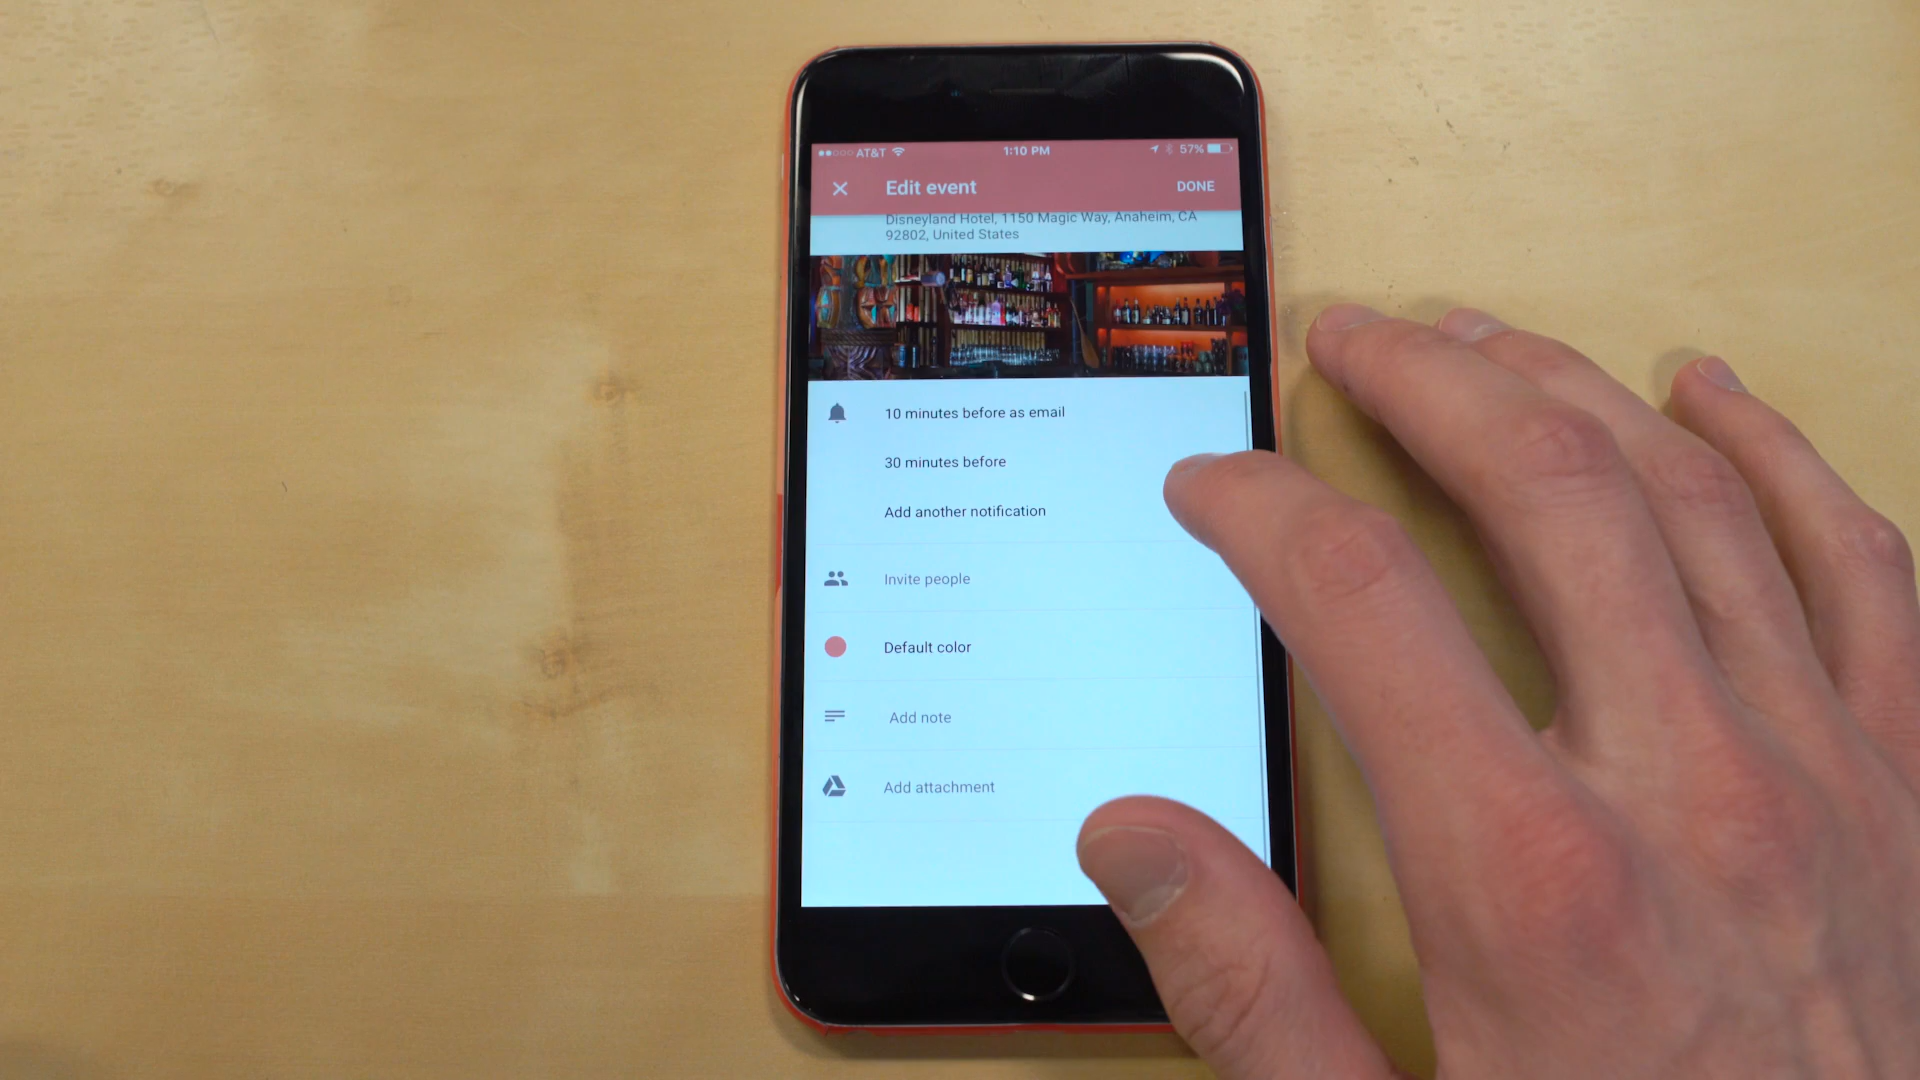 AT&T 1:10 PM 57%
Edit event DONE
Disneyland Hotel, 1150 Magic Way, Anaheim, CA
92802, United States
10 minutes before as email
30 minutes before
Add another notification
Invite people
Default color
Add note
Add attachment